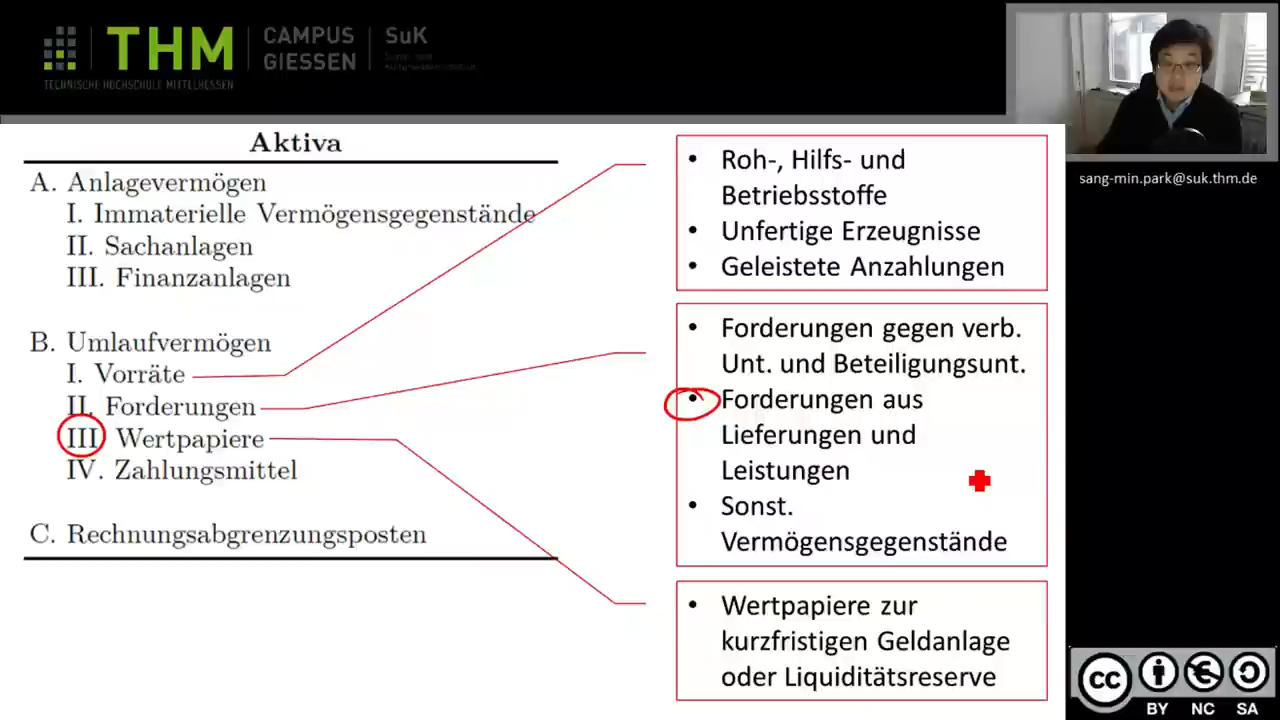 THM
CAMPUS
GIESSEN
SuK
TECHNISCHE HOCHSCHULE MITTELHESSEN
sang-min.park@suk.thm.de
Aktiva
A. Anlagevermögen
I. Immaterielle Vermögensgegenstände
II. Sachanlagen
III. Finanzanlagen
B. Umlaufvermögen
I. Vorräte
II. Forderungen
III. Wertpapiere
IV. Zahlungsmittel
C. Rechnungsabgrenzungsposten
• Roh-, Hilfs- und
Betriebsstoffe
• Unfertige Erzeugnisse
• Geleistete Anzahlungen
• Forderungen gegen verb.
Unt. und Beteiligungsunt.
• Forderungen aus
Lieferungen und
Leistungen
• Sonst.
Vermögensgegenstände
• Wertpapiere zur
kurzfristigen Geldanlage
oder Liquiditätsreserve
cc
BY NC SA